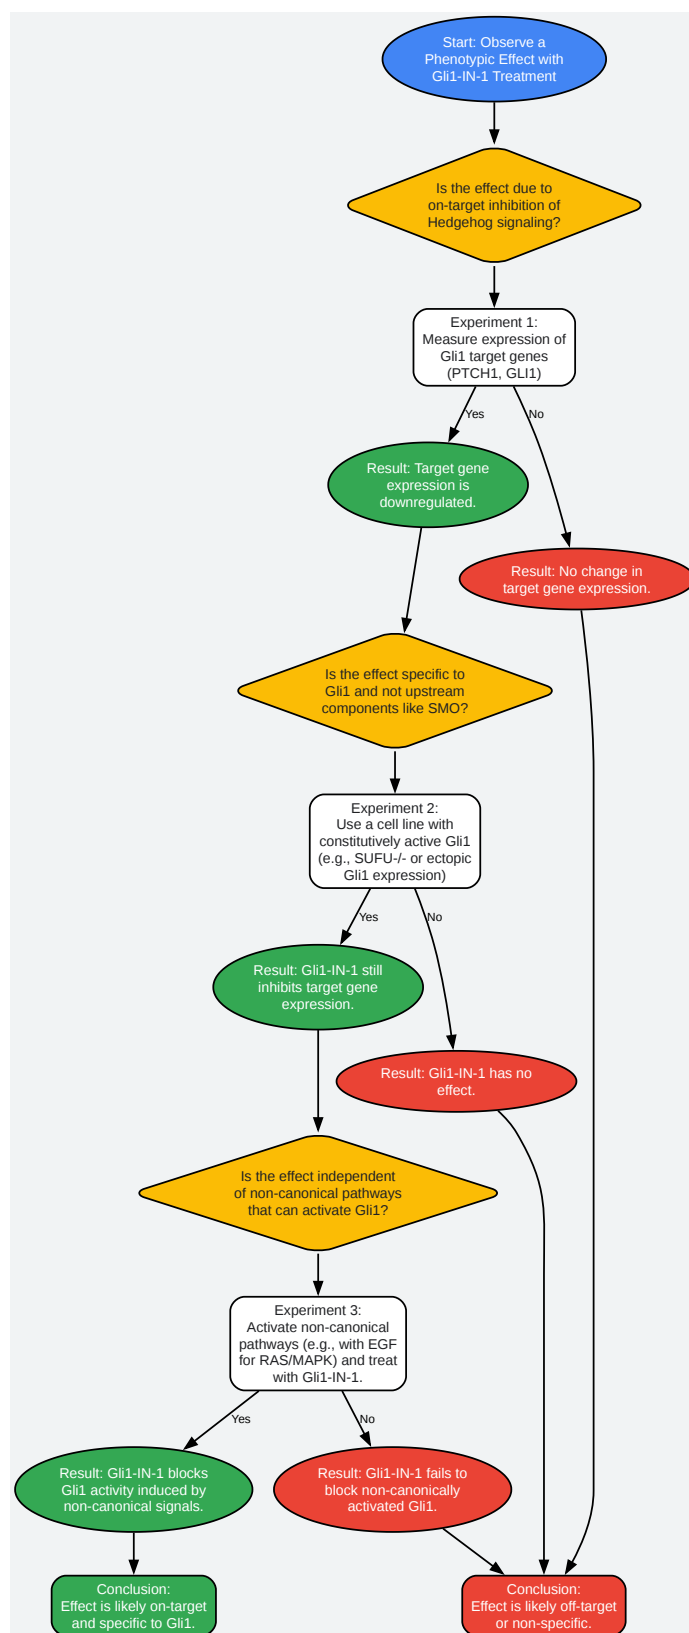 Start: Observe a
Phenotypic Effect with
Gli1-IN-1 Treatment
Is the effect due to
on-target inhibition of
Hedgehog signaling?
Experiment 1:
Measure expression of
Gli1 target genes
(PTCH1, GLI1)
Yes
No
Result: Target gene
expression is
downregulated.
Result: No change in
target gene expression.
Is the effect specific to
Gli1 and not upstream
components like SMO?
Experiment 2:
Use a cell line with
constitutively active Gli1
(e.g., SUFU-/- or ectopic
Gli1 expression)
Yes
No
Result: Gli1-IN-1 still
inhibits target gene
expression.
Result: Gli1-IN-1 has no
effect.
Is the effect independent
of non-canonical pathways
that can activate Gli1?
Experiment 3:
Activate non-canonical
pathways (e.g., with EGF
for RAS/MAPK) and treat
with Gli1-IN-1.
Yes
No
Result: Gli1-IN-1 blocks
Gli1 activity induced by
non-canonical signals.
Result: Gli1-IN-1 fails to
block non-canonically
activated Gli1.
Conclusion:
Effect is likely on-target
and specific to Gli1.
Conclusion:
Effect is likely off-target
or non-specific.